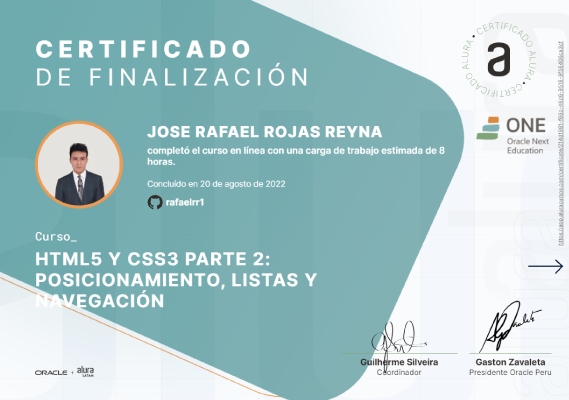 CERTIFICADO
DE FINALIZACIÓN
CERTIFICADO ALURA • CERTIFICADO ALURA •
a
ONE
Oracle Next
Education
JOSE RAFAEL ROJAS REYNA
completó el curso en línea con una carga de trabajo estimada de 8
horas.
Concluído en 20 de agosto de 2022
rafaelrr1
Curso_
HTML5 Y CSS3 PARTE 2:
POSICIONAMIENTO, LISTAS Y
NAVEGACIÓN
Guilherme Silveira
Coordinador
Gaston Zavaleta
Presidente Oracle Peru
ORACLE + alura
LATAM